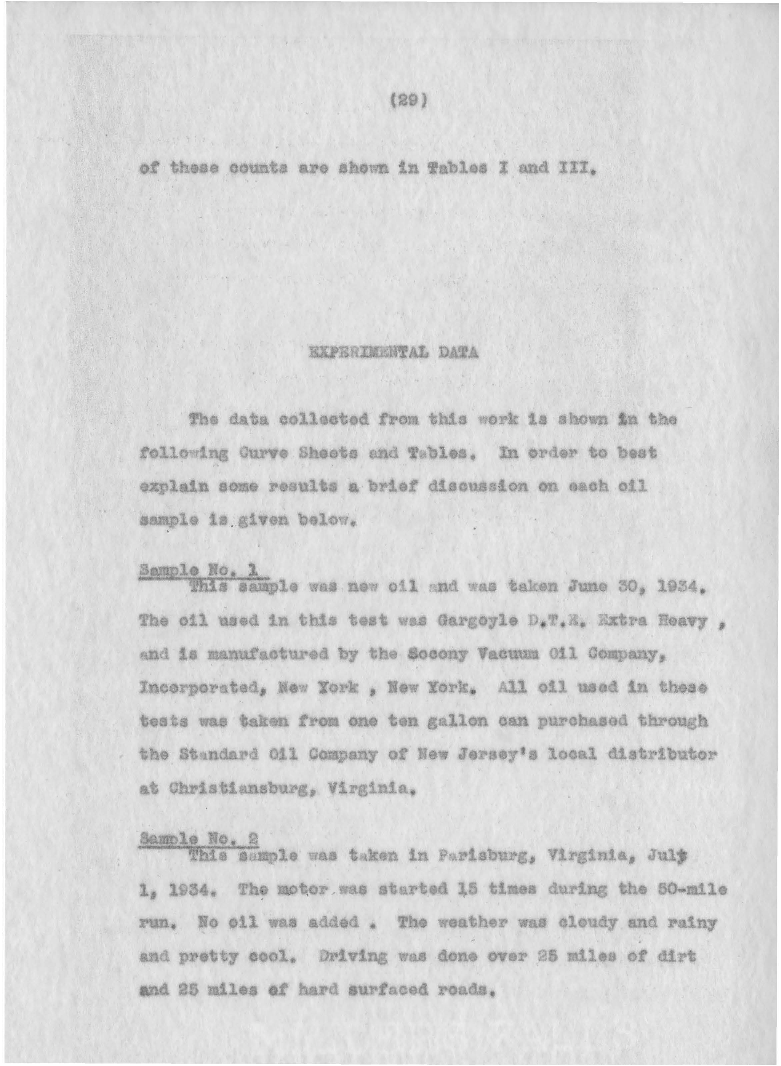 (29)
of these counts are shown in Tables I and III.
EXPERIMENTAL DATA
The data collected from this work is shown in the
following Curve Sheets and Tables. In order to best
explain some results a brief discussion on each oil
sample is given below.
Sample No. 1
This sample was new oil and was taken June 30, 1934.
The oil used in this test was Gargoyle D.T.E. Extra Heavy ,
and is manufactured by the Socony Vacuum Oil Company,
Incorporated, New York , New York. All oil used in these
tests was taken from one ten gallon can purchased through
the Standard Oil Company of New Jersey's local distributor
at Christiansburg, Virginia.
Sample No. 2
This sample was taken in Parisburg, Virginia, July
1, 1934. The motor was started 15 times during the 50-mile
run. No oil was added . The weather was cloudy and rainy
and pretty cool. Driving was done over 25 miles of dirt
and 25 miles of hard surfaced roads.